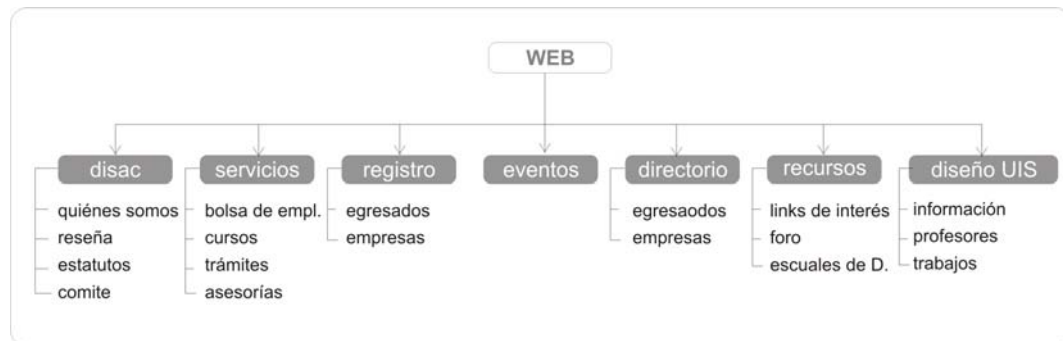 WEB
disac
quiénes somos
reseña
estatutos
comite
servicios
bolsa de empl.
cursos
trámites
asesorías
registro
egresados
empresas
eventos
directorio
egresaodos
empresas
recursos
links de interés
foro
escuales de D.
diseño UIS
información
profesores
trabajos